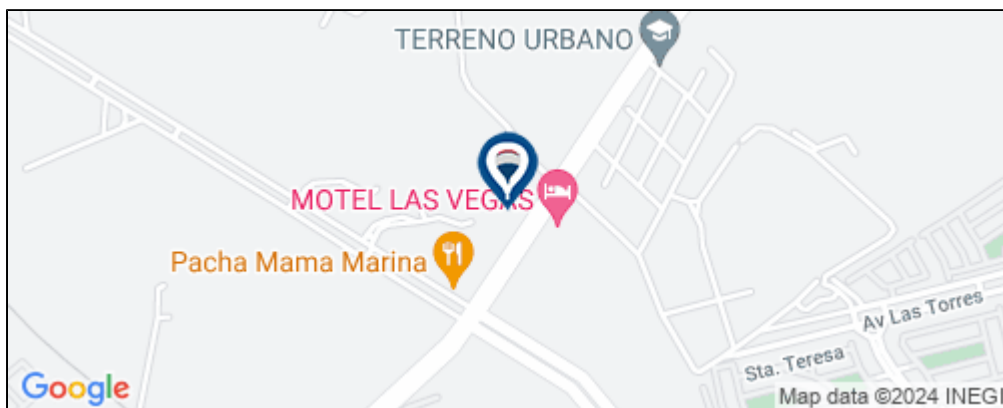 TERRENO URBANO
MOTEL LAS VEGAS
Pacha Mama Marina
Av Las Torres
Sta. Teresa
Google
Map data ©2024 INEGI